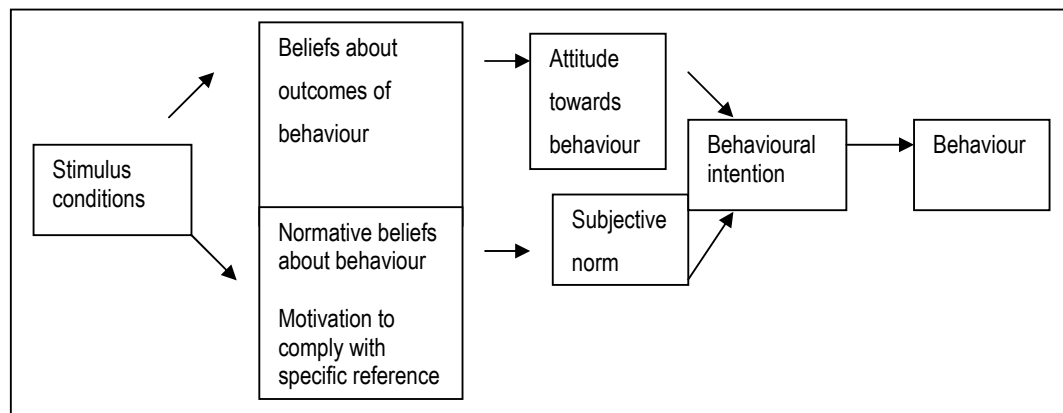 Stimulus
conditions
Beliefs about
outcomes of
behaviour
Normative beliefs
about behaviour
Motivation to
comply with
specific reference
Attitude
towards
behaviour
Subjective
norm
Behavioural
intention
Behaviour